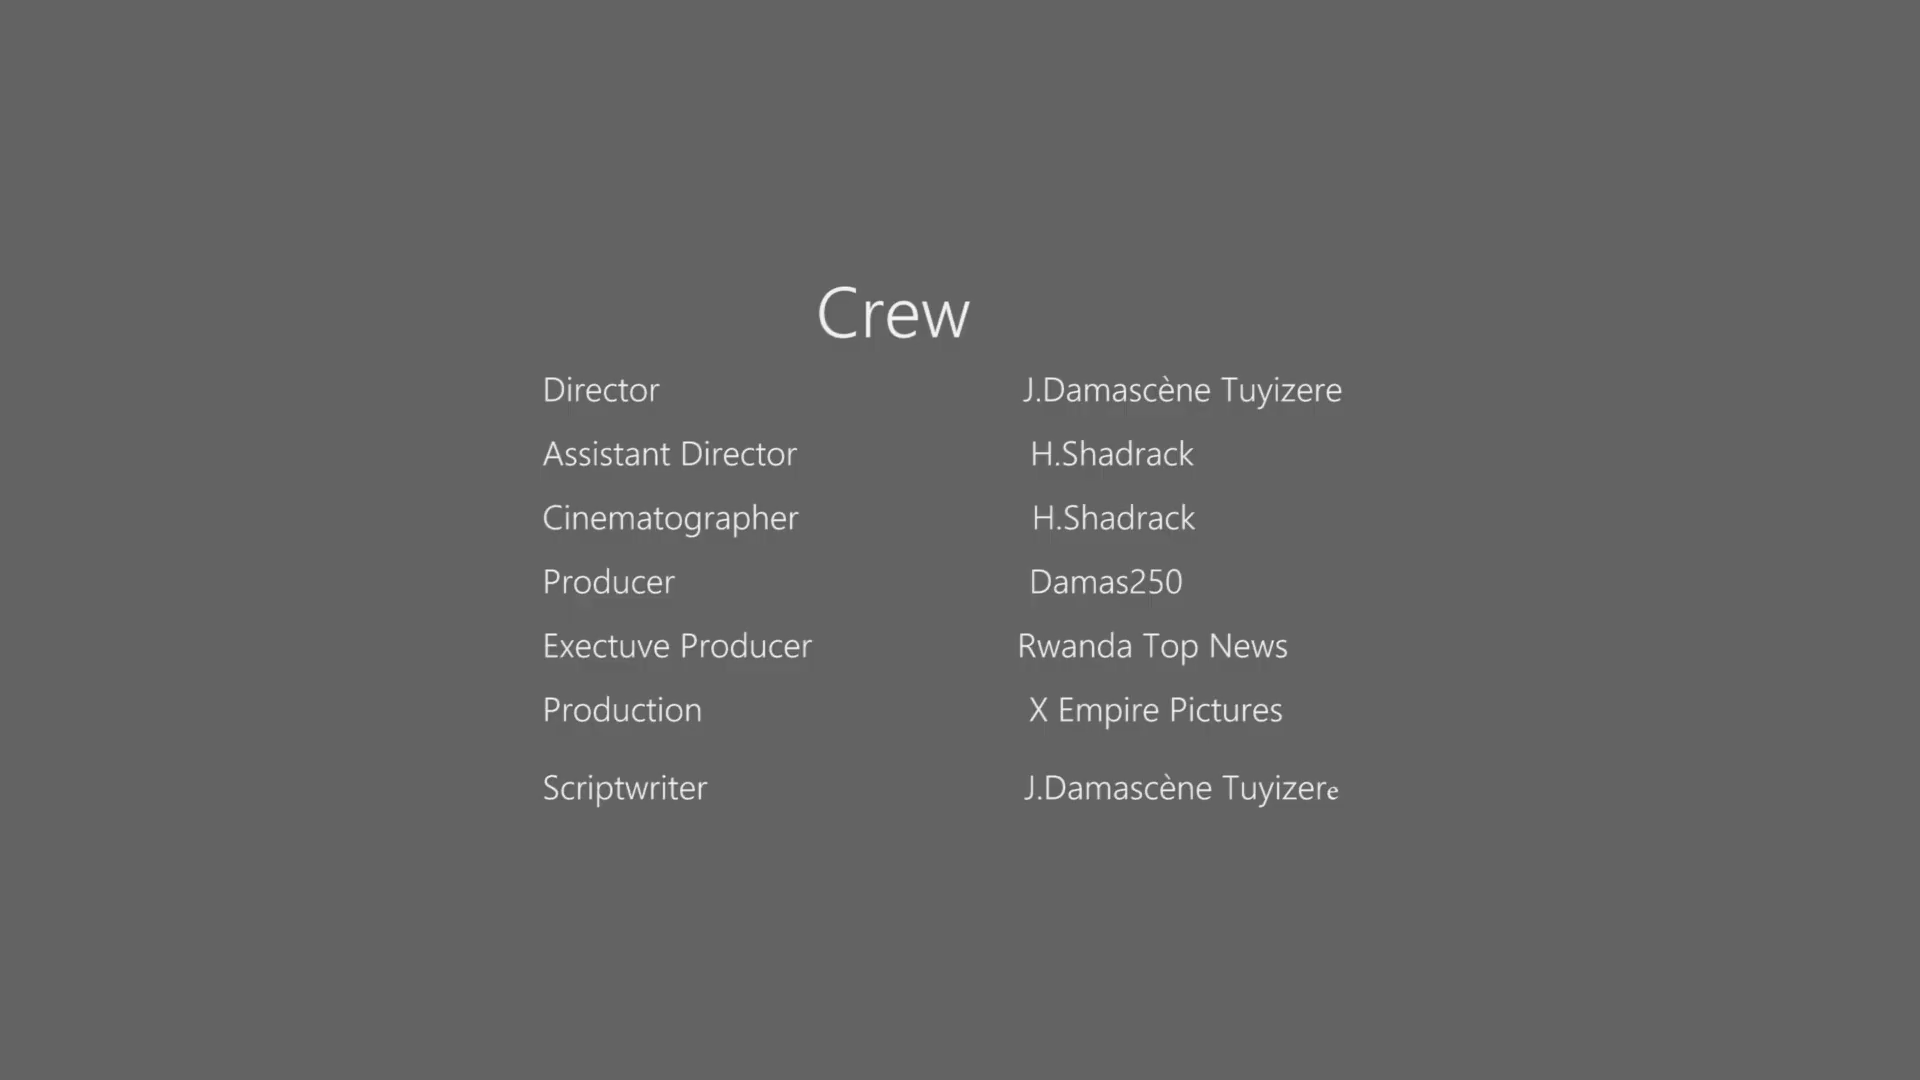 Crew
Director J.Damascène Tuyizere
Assistant Director H.Shadrack
Cinematographer H.Shadrack
Producer Damas250
Exectuve Producer Rwanda Top News
Production X Empire Pictures
Scriptwriter J.Damascène Tuyizere